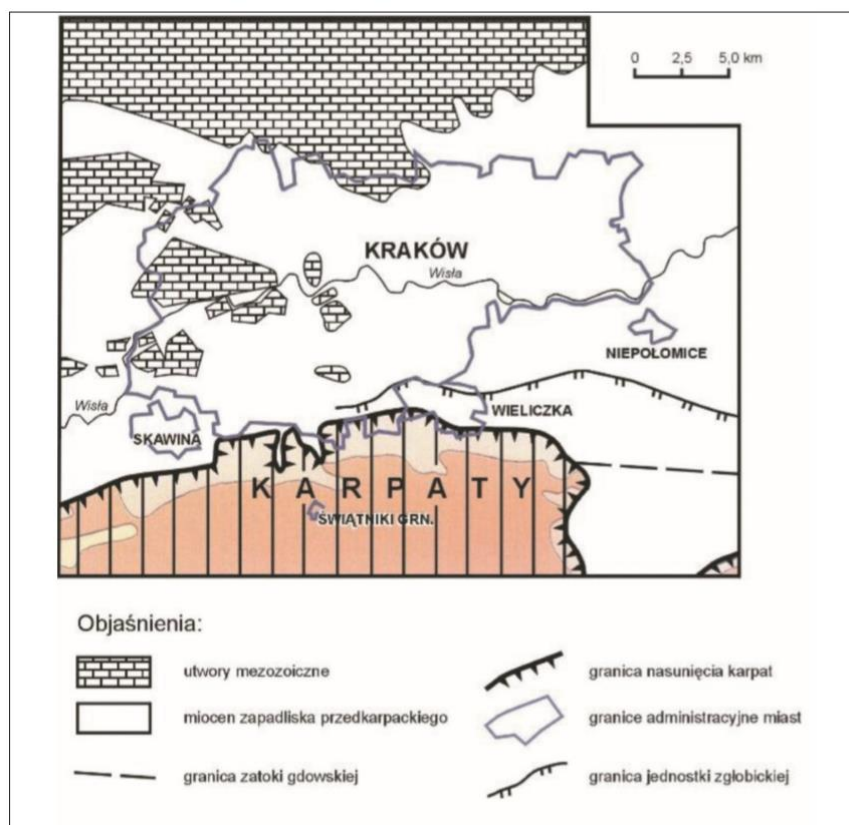 0 2,5 5,0 km
KRAKÓW
Wisła
NIEPOŁOMICE
Wisła
WIELICZKA
SKAWINA
KARPATY
ŚWIĄTNIKI GRN.
Objaśnienia:
utwory mezozoiczne
granica nasunięcia karpat
miocen zapadliska przedkarpackiego
granice administracyjne miast
granica zatoki gdowskiej
granica jednostki zgłobickiej